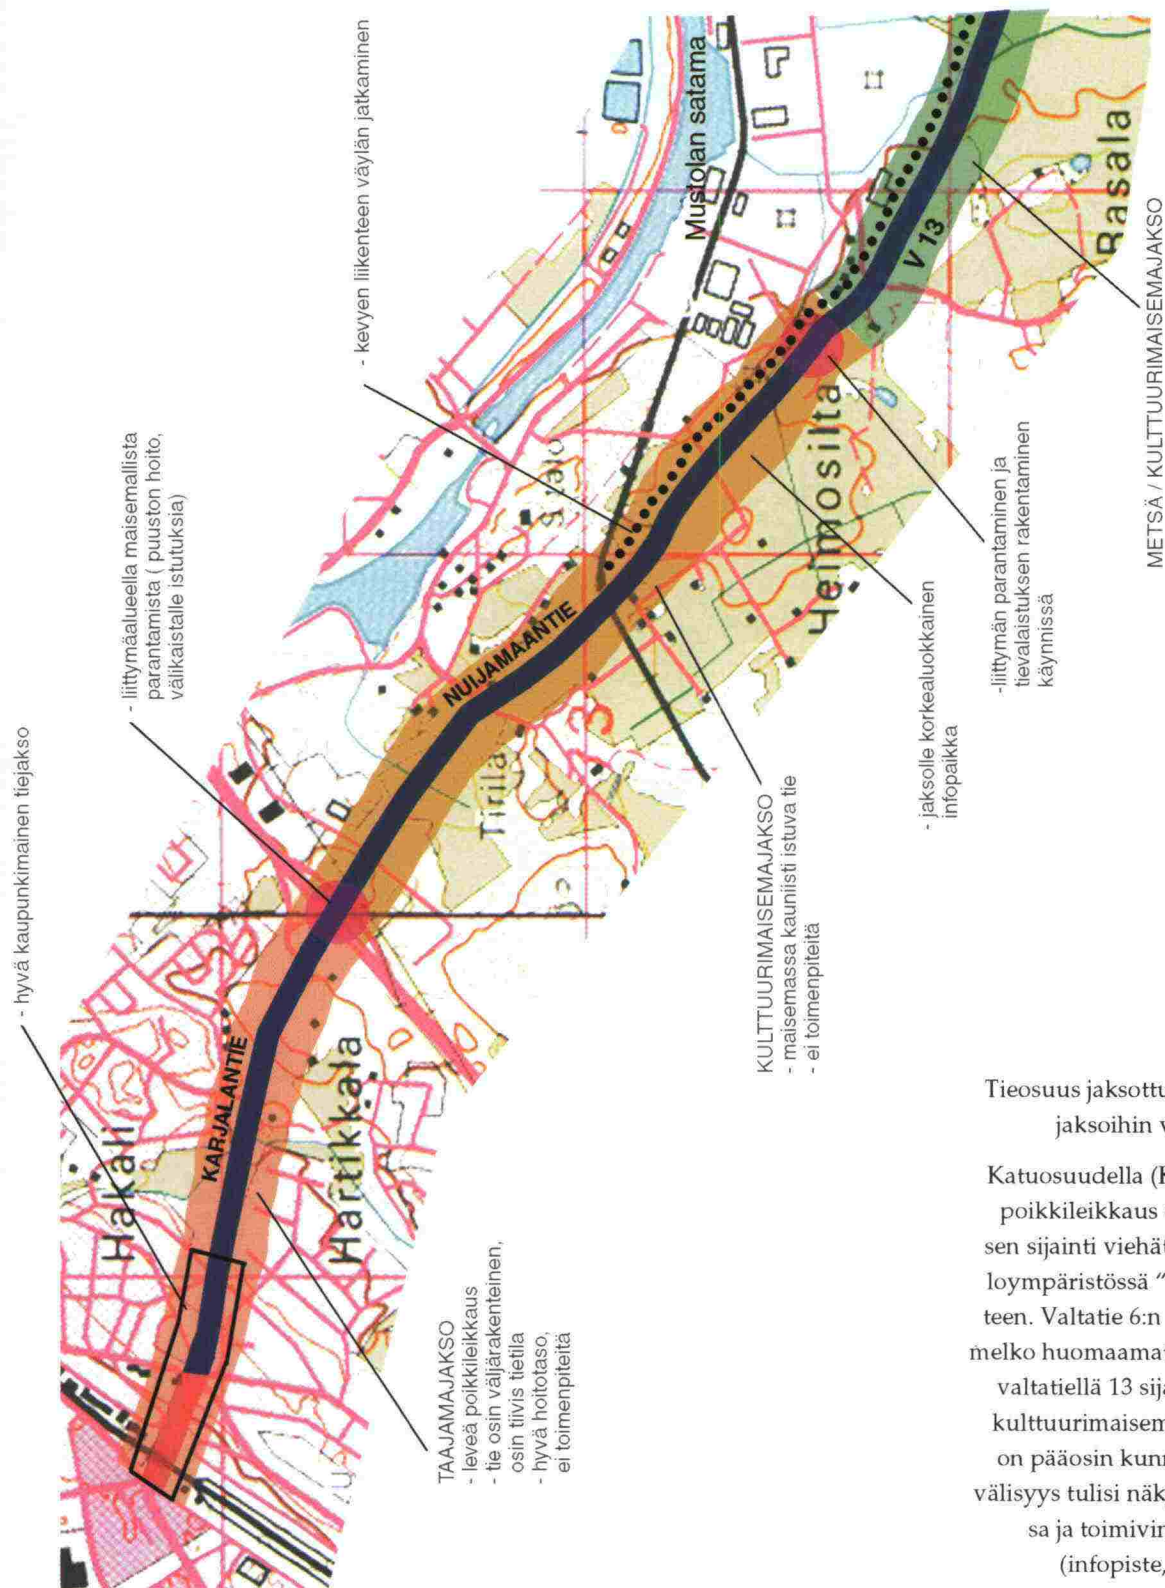 - hyvä kaupunkimainen tiejakso
- liittymäalueella maisemallista
parantamista ( puuston hoito,
välikaistalle istutuksia)
- kevyen liikenteen väylän jatkaminen
Hakali
KARJALANTIE
Hartikkala
NUIJAMAANTIE
Tirilä
Mustolan satama
V 13
Heimosilta
Rasala
TAAJAMAJAKSO
- leveä poikkileikkaus
- tie osin väljärakenteinen,
osin tiivis tietila
- hyvä hoitotaso,
ei toimenpiteitä
KULTTUURIMAISEMAJAKSO
- maisemassa kauniisti istuva tie
- ei toimenpiteitä
- jaksolle korkealuokkainen
infopaikka
-liittymän parantaminen ja
tievalaistuksen rakentaminen
käynnissä
METSÄ / KULTTUURIMAISEMAJAKSO
Tieosuus jaksottu
jaksoihin v
Katuosuudella (K
poikkileikkaus
sen sijainti viehät
loympäristössä “
teen. Valtatie 6:n
melko huomaama
valtatiellä 13 sija
kulttuurimaisem
on pääosin kunn
välisyys tulisi näk
sa ja toimivin
(infopiste,